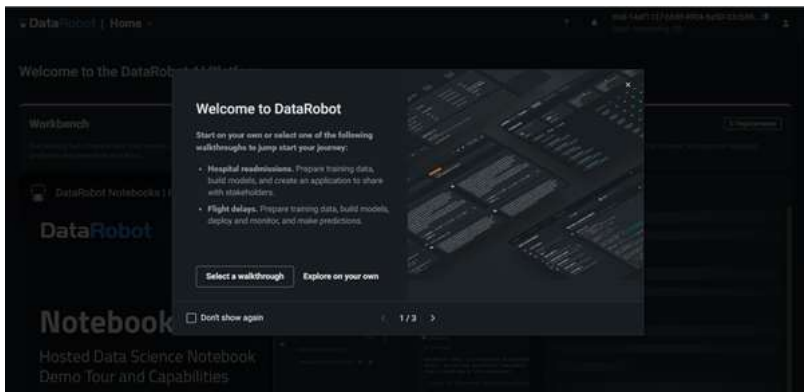 DataRobot | Home
Welcome to the DataRobot AI Platform
Workbench
Welcome to DataRobot
Start on your own or select one of the following
walkthroughs to jump start your journey:
• Hospital readmissions. Prepare training data,
build models, and create an application to share
with stakeholders.
• Flight delays. Prepare training data, build models,
deploy and monitor, and make predictions.
Select a walkthrough
Explore on your own
Don't show again
1 / 3
DataRobot Notebooks
DataRobot
Notebook
Hosted Data Science Notebook
Demo Tour and Capabilities